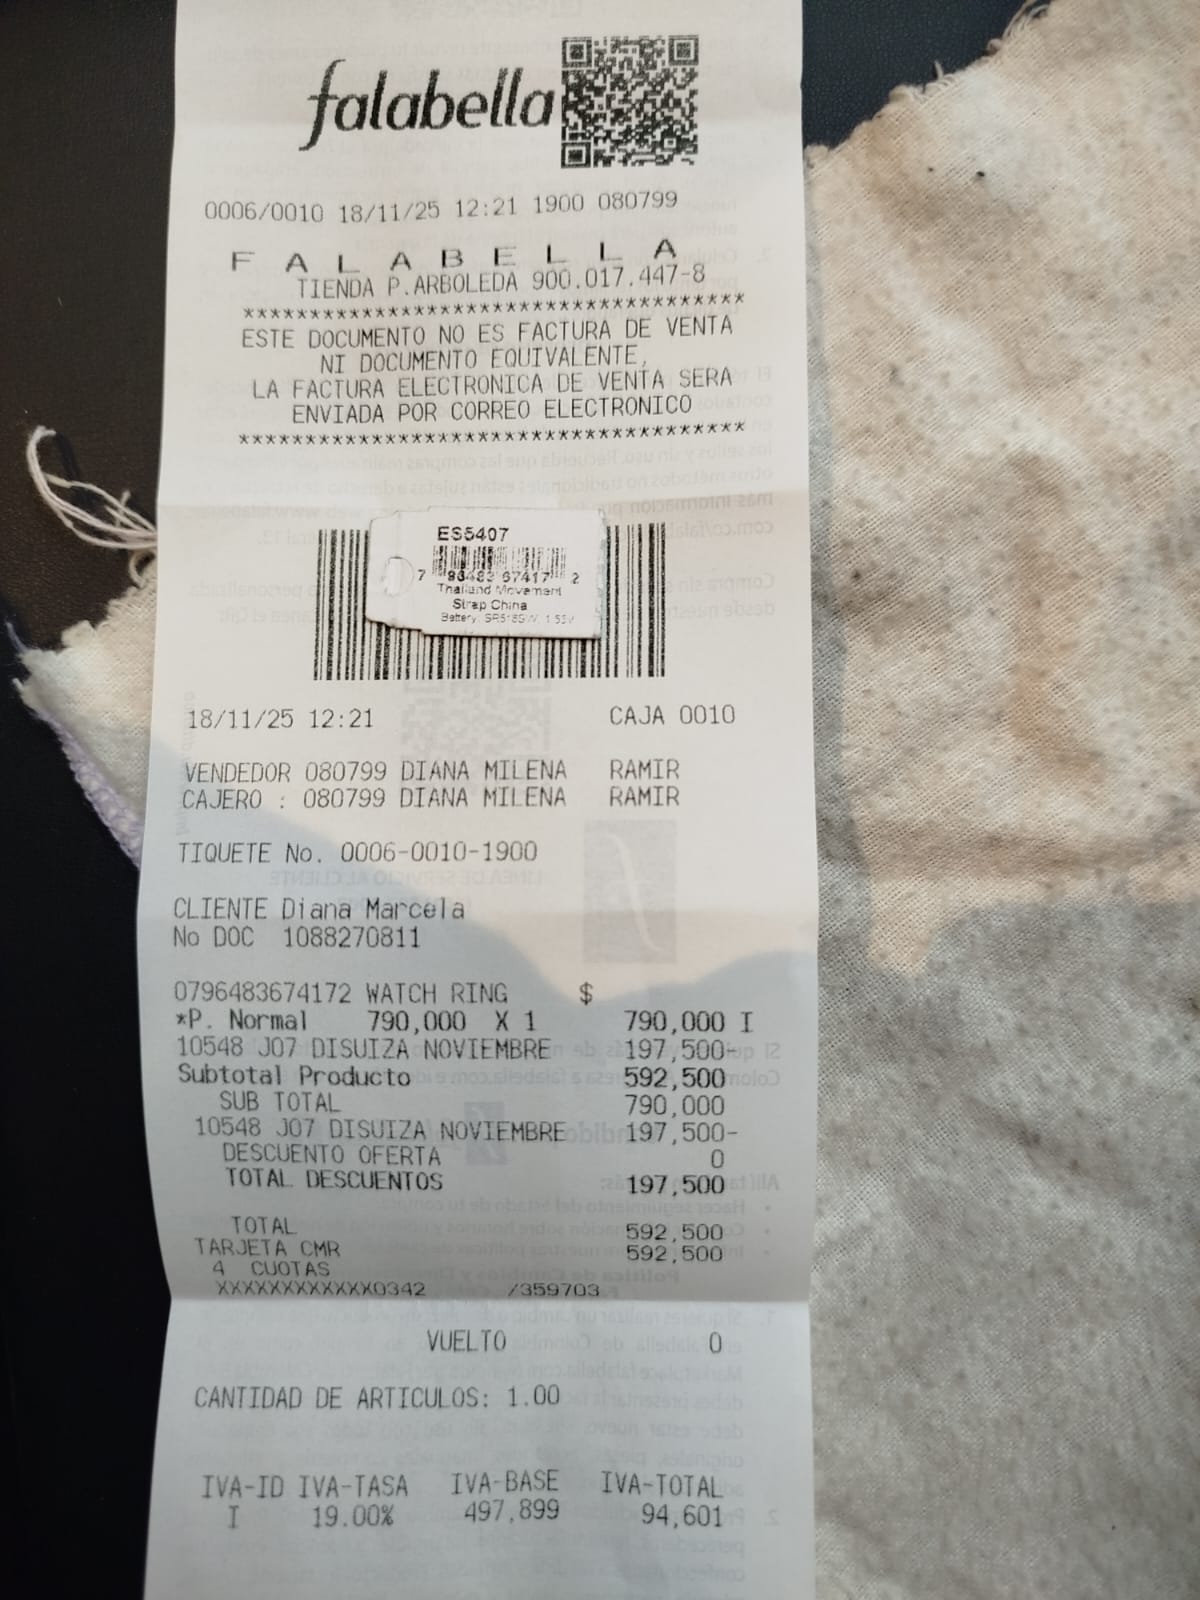 falabella
0006/0010 18/11/25 12:21 1900 080799
F A L A B E L L A
TIENDA P.ARBOLEDA 900.017.447-8
****************************************
ESTE DOCUMENTO NO ES FACTURA DE VENTA
NI DOCUMENTO EQUIVALENTE,
LA FACTURA ELECTRONICA DE VENTA SERA
ENVIADA POR CORREO ELECTRONICO
****************************************
ES5407
7 96483 67417 2
Thailand Movement
Strap China
Battery:
18/11/25 12:21 CAJA 0010
VENDEDOR 080799 DIANA MILENA RAMIR
CAJERO : 080799 DIANA MILENA RAMIR
TIQUETE No. 0006-0010-1900
CLIENTE Diana Marcela
No DOC 1088270811
0796483674172 WATCH RING $
*P. Normal 790,000 X 1 790,000 I
10548 J07 DISUIZA NOVIEMBRE 197,500-
Subtotal Producto 592,500
SUB TOTAL 790,000
10548 J07 DISUIZA NOVIEMBRE 197,500-
DESCUENTO OFERTA 0
TOTAL DESCUENTOS 197,500
TOTAL 592,500
TARJETA CMR 592,500
4 CUOTAS
XXXXXXXXXXXX0342 /359703
VUELTO 0
CANTIDAD DE ARTICULOS: 1.00
IVA-ID IVA-TASA IVA-BASE IVA-TOTAL
I 19.00% 497,899 94,601